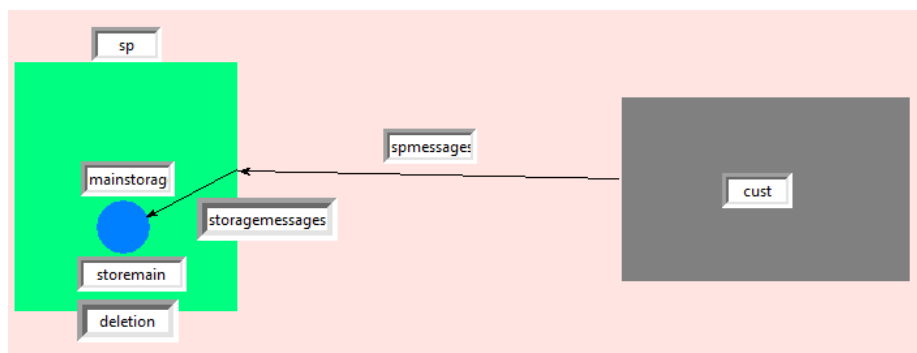 sp
spmessages
mainstorag
cust
storagemessages
storemain
deletion